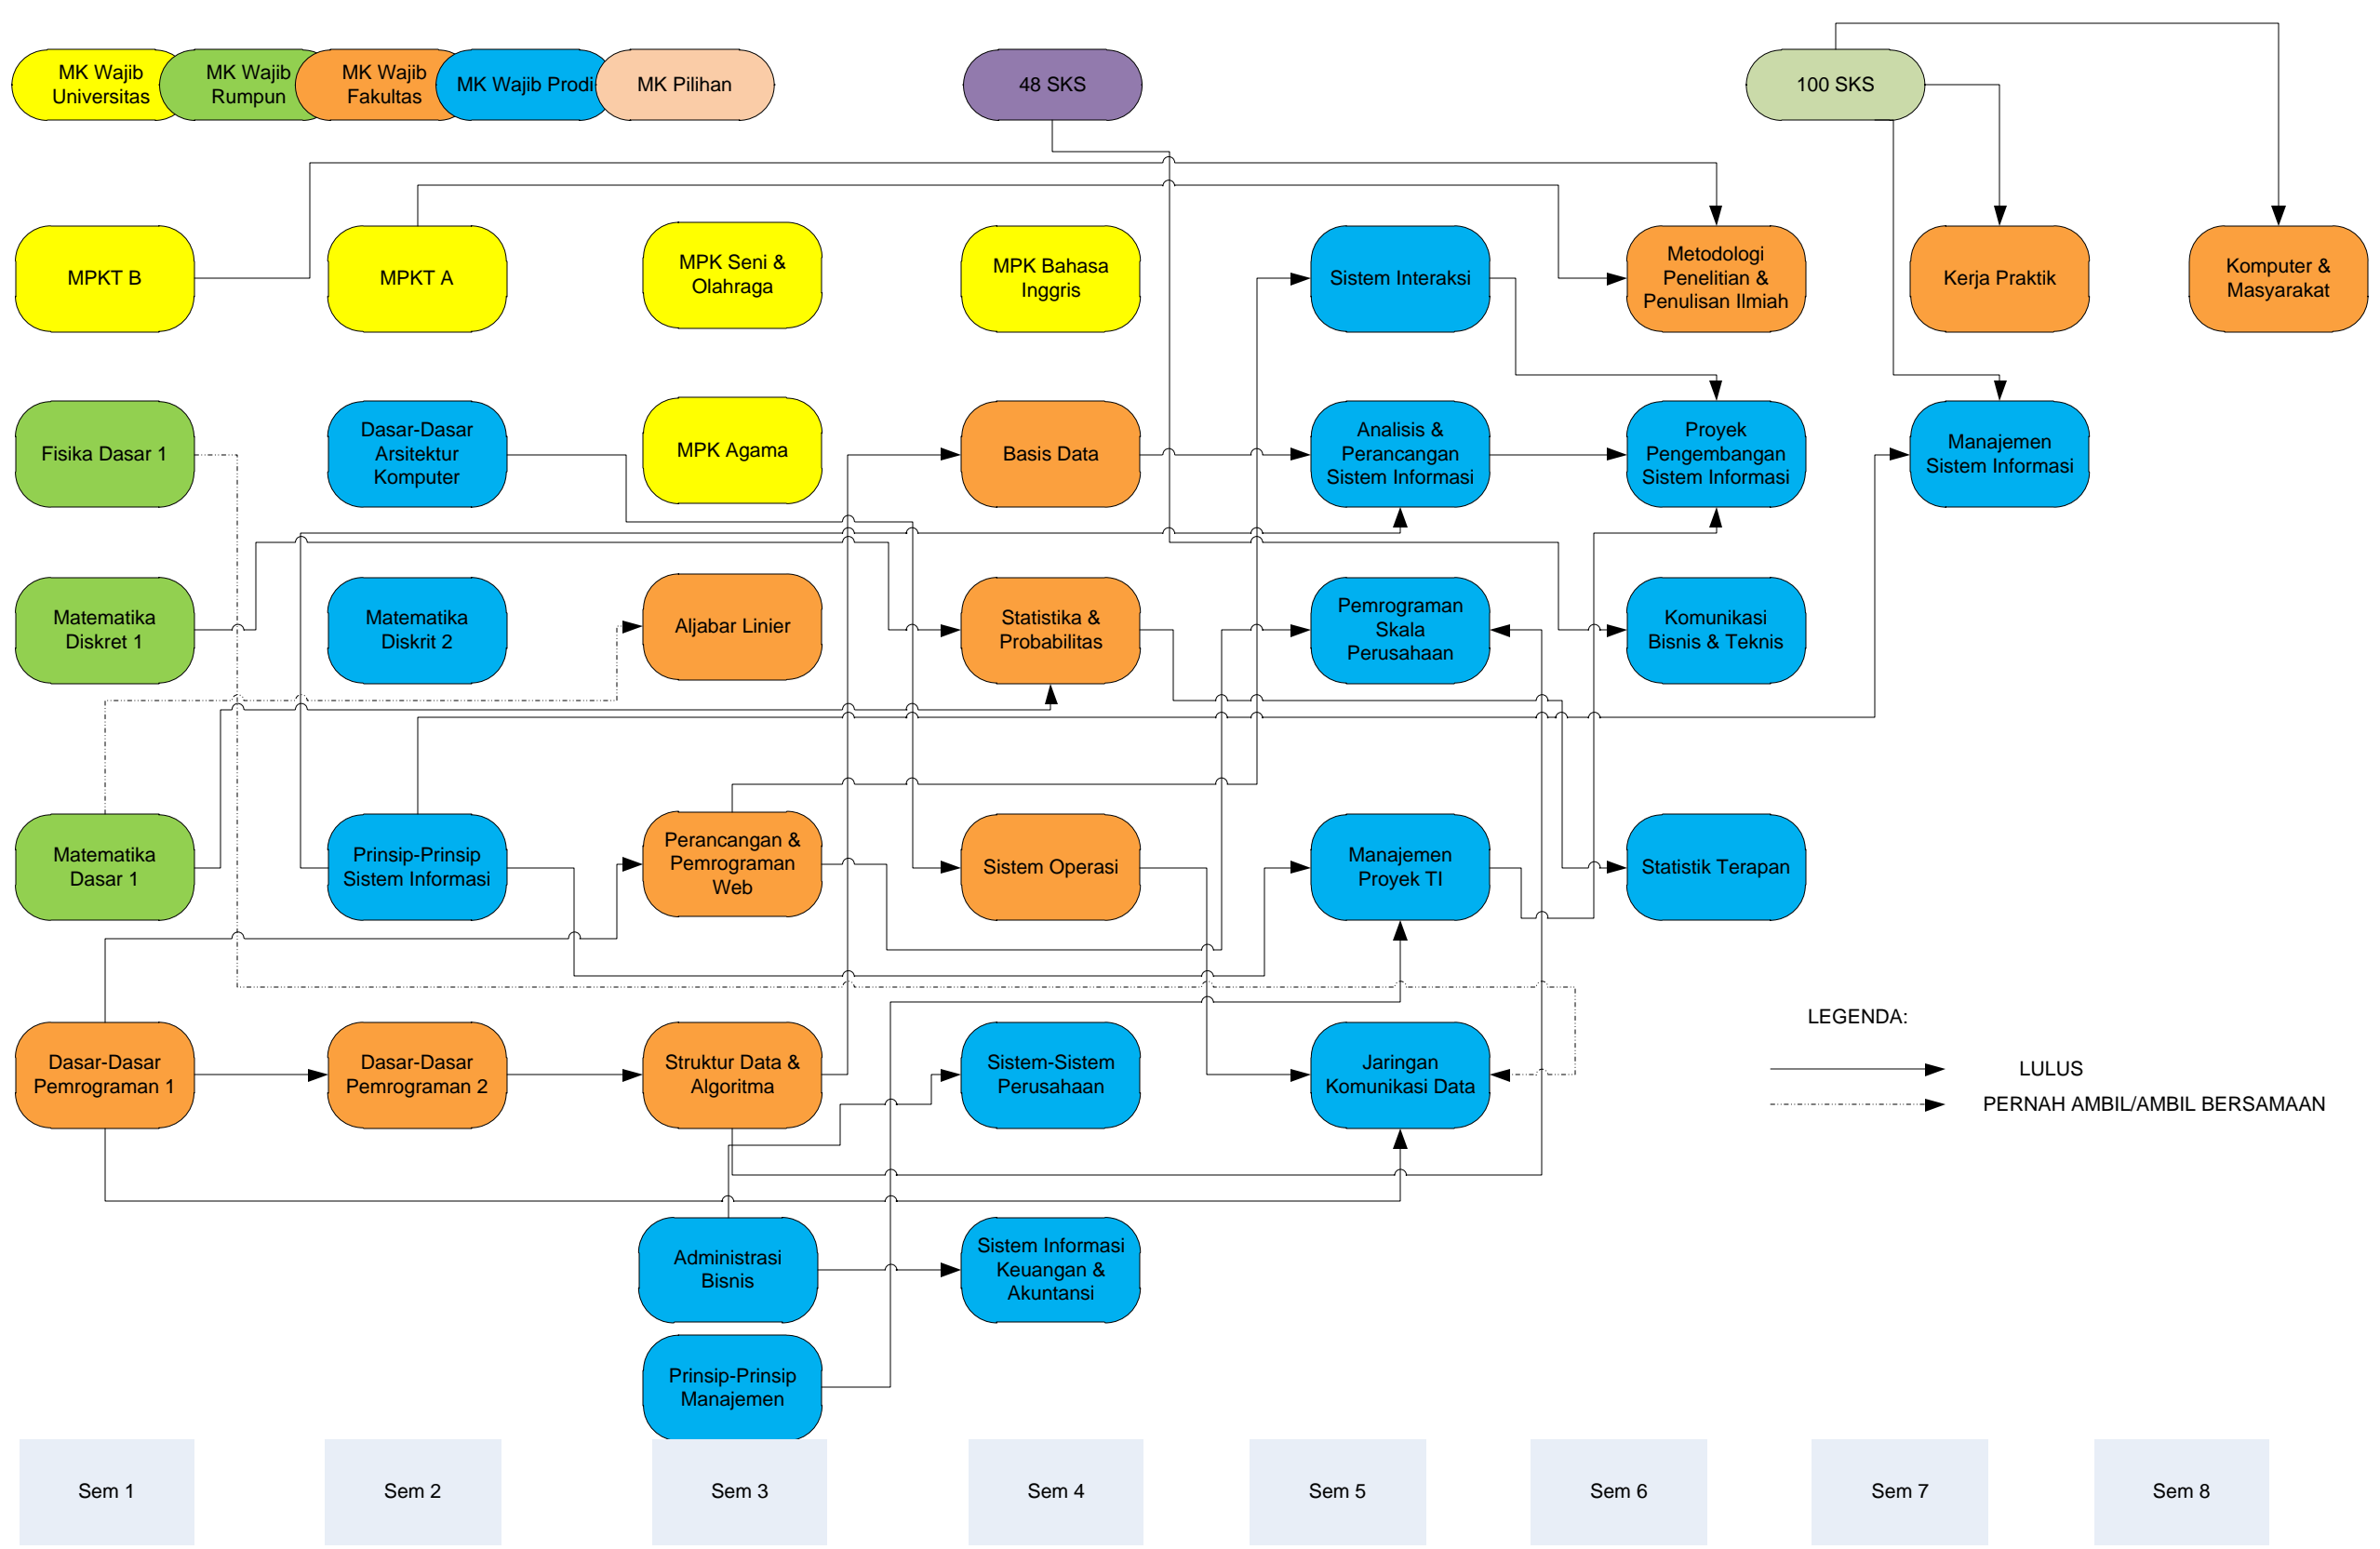 MK Wajib
Universitas
MK Wajib
Rumpun
MK Wajib
Fakultas
MK Wajib Prodi
MK Pilihan
48 SKS
100 SKS
MPKT B
MPKT A
MPK Seni &
Olahraga
MPK Bahasa
Inggris
Sistem Interaksi
Metodologi
Penelitian &
Penulisan Ilmiah
Kerja Praktik
Komputer &
Masyarakat
Fisika Dasar 1
Dasar-Dasar
Arsitektur
Komputer
MPK Agama
Basis Data
Analisis &
Perancangan
Sistem Informasi
Proyek
Pengembangan
Sistem Informasi
Manajemen
Sistem Informasi
Matematika
Diskret 1
Matematika
Diskrit 2
Aljabar Linier
Statistika &
Probabilitas
Pemrograman
Skala
Perusahaan
Komunikasi
Bisnis & Teknis
Matematika
Dasar 1
Prinsip-Prinsip
Sistem Informasi
Perancangan &
Pemrograman
Web
Sistem Operasi
Manajemen
Proyek TI
Statistik Terapan
Dasar-Dasar
Pemrograman 1
Dasar-Dasar
Pemrograman 2
Struktur Data &
Algoritma
Sistem-Sistem
Perusahaan
Jaringan
Komunikasi Data
LEGENDA:
LULUS
PERNAH AMBIL/AMBIL BERSAMAAN
Administrasi
Bisnis
Sistem Informasi
Keuangan &
Akuntansi
Prinsip-Prinsip
Manajemen
Sem 1
Sem 2
Sem 3
Sem 4
Sem 5
Sem 6
Sem 7
Sem 8